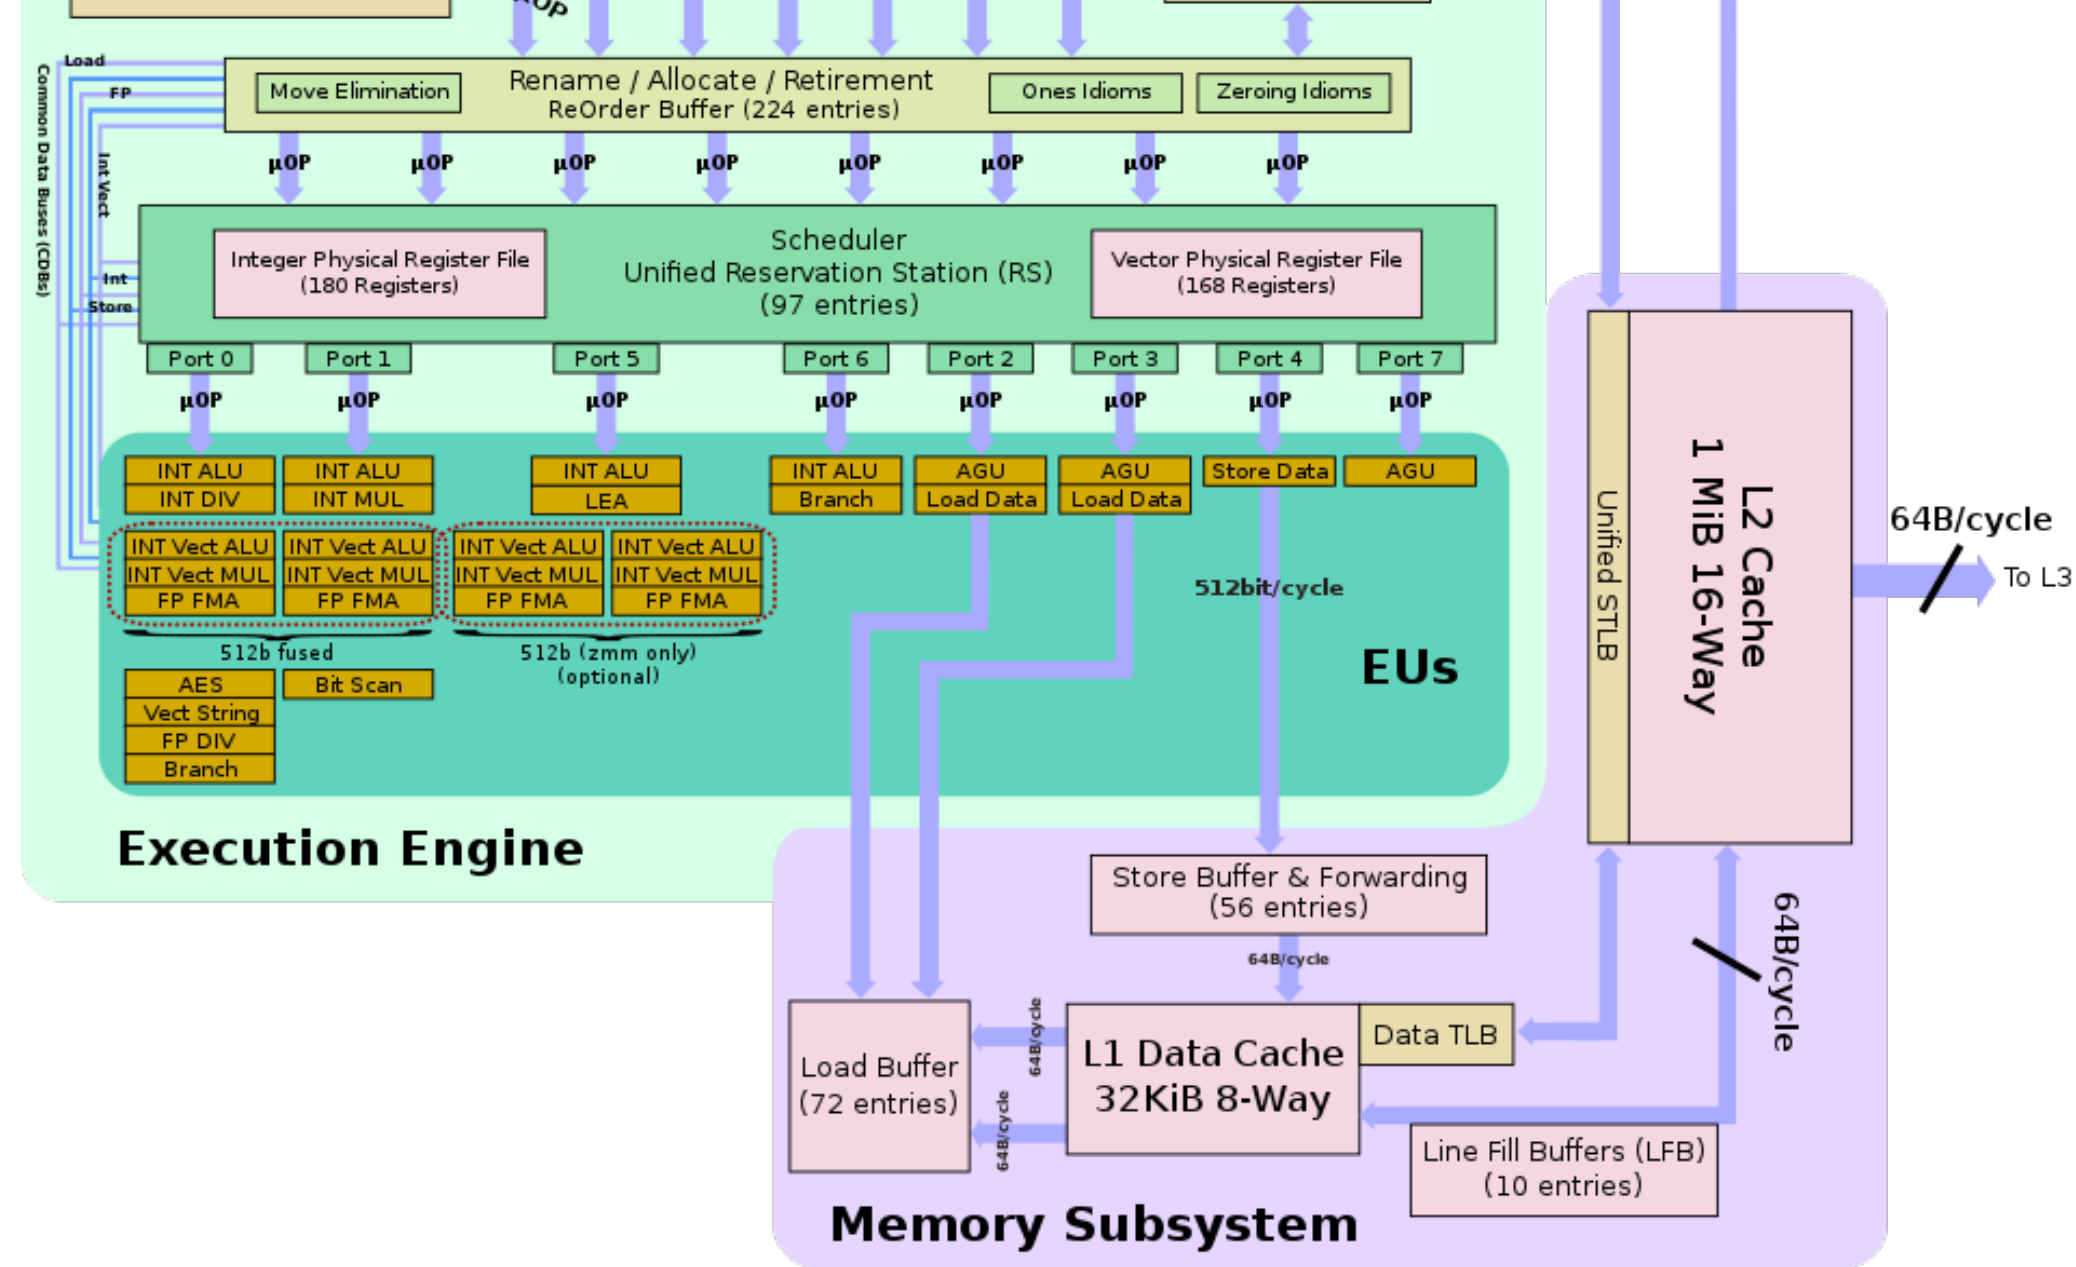 µOP
Load
FP
Common Data Buses (CDBs)
Int Vect
Int
Store
Move Elimination
Rename / Allocate / Retirement
ReOrder Buffer (224 entries)
Ones Idioms
Zeroing Idioms
µOP
µOP
µOP
µOP
µOP
µOP
µOP
µOP
Integer Physical Register File
(180 Registers)
Scheduler
Unified Reservation Station (RS)
(97 entries)
Vector Physical Register File
(168 Registers)
Port 0
Port 1
Port 5
Port 6
Port 2
Port 3
Port 4
Port 7
µOP
µOP
µOP
µOP
µOP
µOP
µOP
µOP
INT ALU
INT DIV
INT ALU
INT MUL
INT ALU
LEA
INT ALU
Branch
AGU
Load Data
AGU
Load Data
Store Data
AGU
INT Vect ALU
INT Vect MUL
FP FMA
INT Vect ALU
INT Vect MUL
FP FMA
INT Vect ALU
INT Vect MUL
FP FMA
INT Vect ALU
INT Vect MUL
FP FMA
512b fused
512b (zmm only)
(optional)
512bit/cycle
AES
Vect String
FP DIV
Branch
Bit Scan
EUs
Execution Engine
Unified STLB
L2 Cache
1 MiB 16-Way
64B/cycle
To L3
Store Buffer & Forwarding
(56 entries)
64B/cycle
64B/cycle
Load Buffer
(72 entries)
64B/cycle
64B/cycle
L1 Data Cache
32KiB 8-Way
Data TLB
Line Fill Buffers (LFB)
(10 entries)
Memory Subsystem